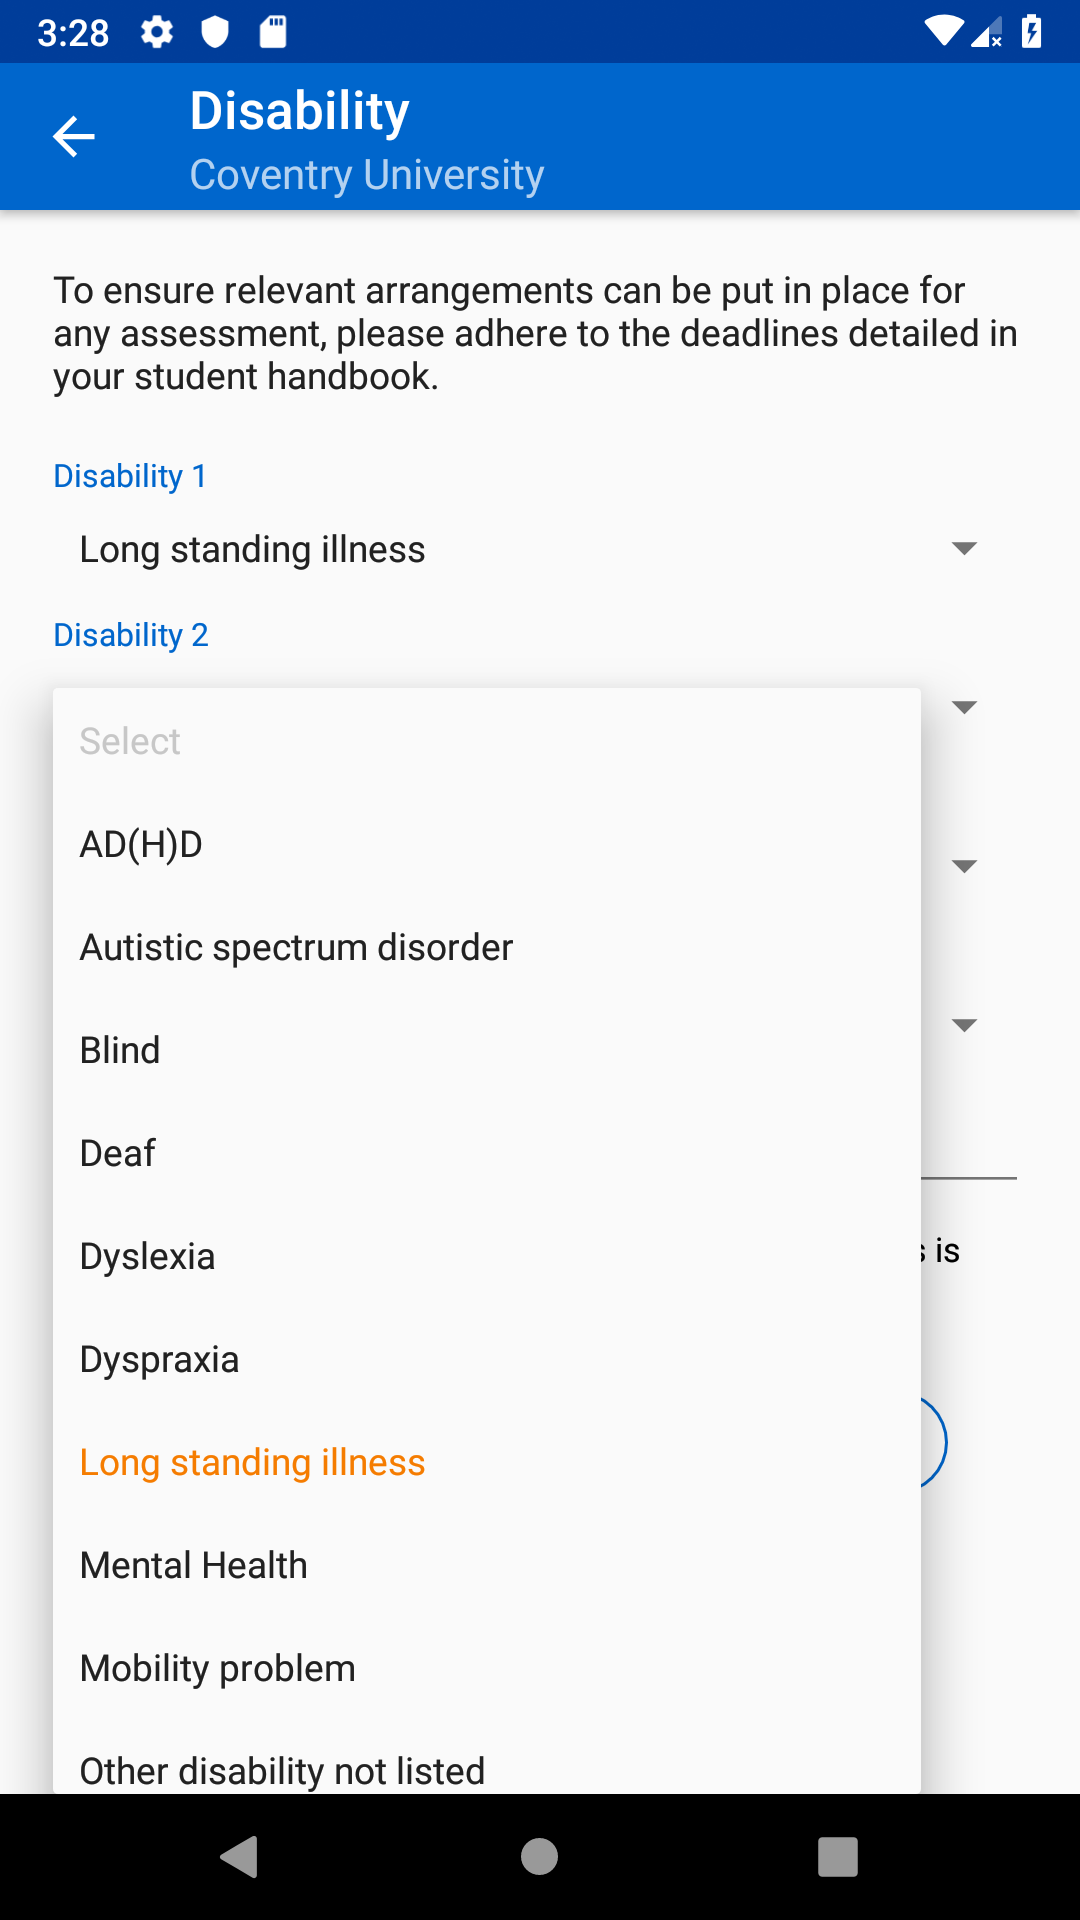 3:28
Disability
Coventry University
To ensure relevant arrangements can be put in place for
any assessment, please adhere to the deadlines detailed in
your student handbook.
Disability 1
Long standing illness
Disability 2
Select
AD(H)D
Autistic spectrum disorder
Blind
Deaf
Dyslexia
is
Dyspraxia
Long standing illness
Mental Health
Mobility problem
Other disability not listed